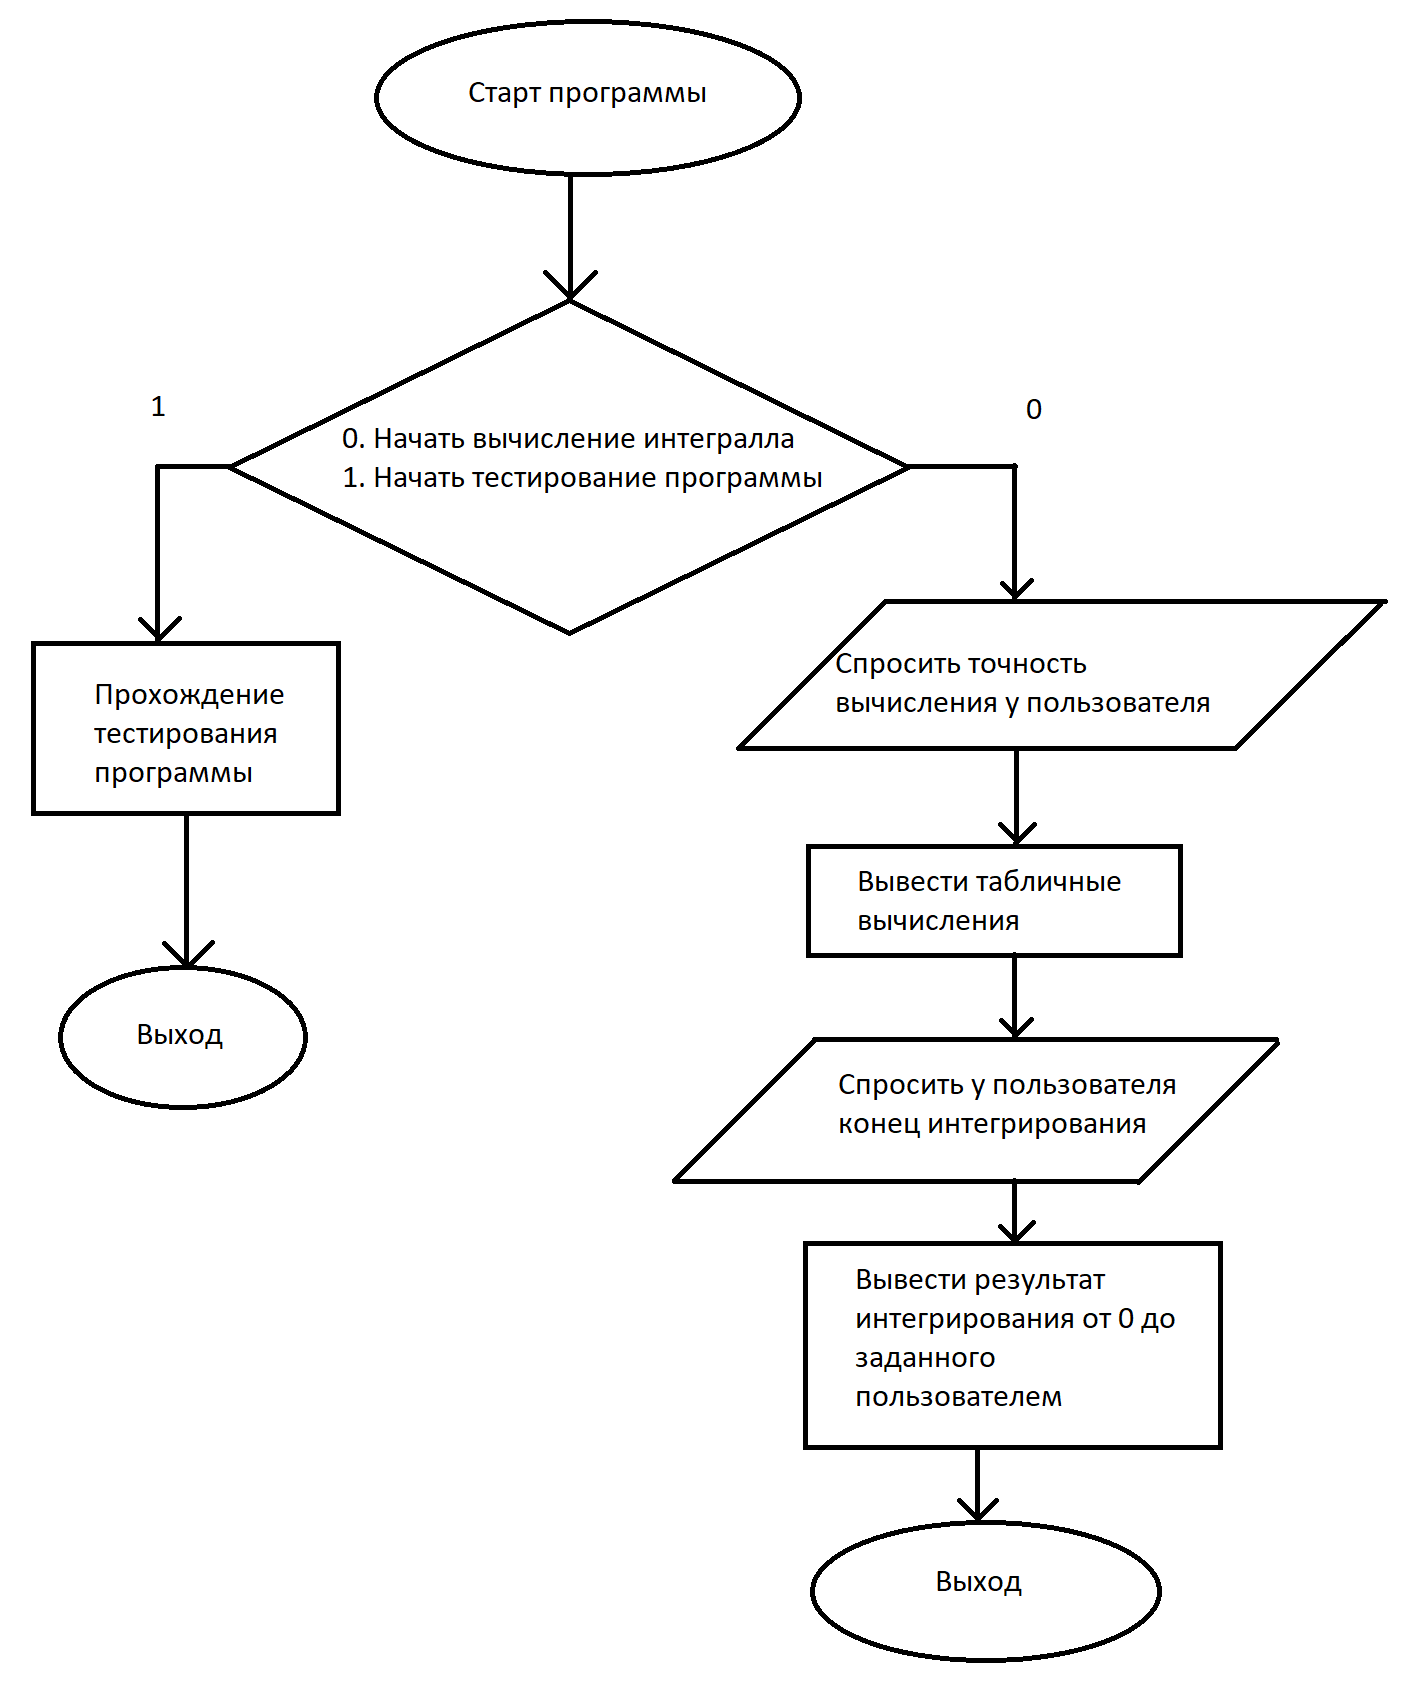 Старт программы
1
0
0. Начать вычисление интегралла
1. Начать тестирование программы
Прохождение
тестирования
программы
Выход
Спросить точность
вычисления у пользователя
Вывести табличные
вычисления
Спросить у пользователя
конец интегрирования
Вывести результат
интегрирования от 0 до
заданного
пользователем
Выход